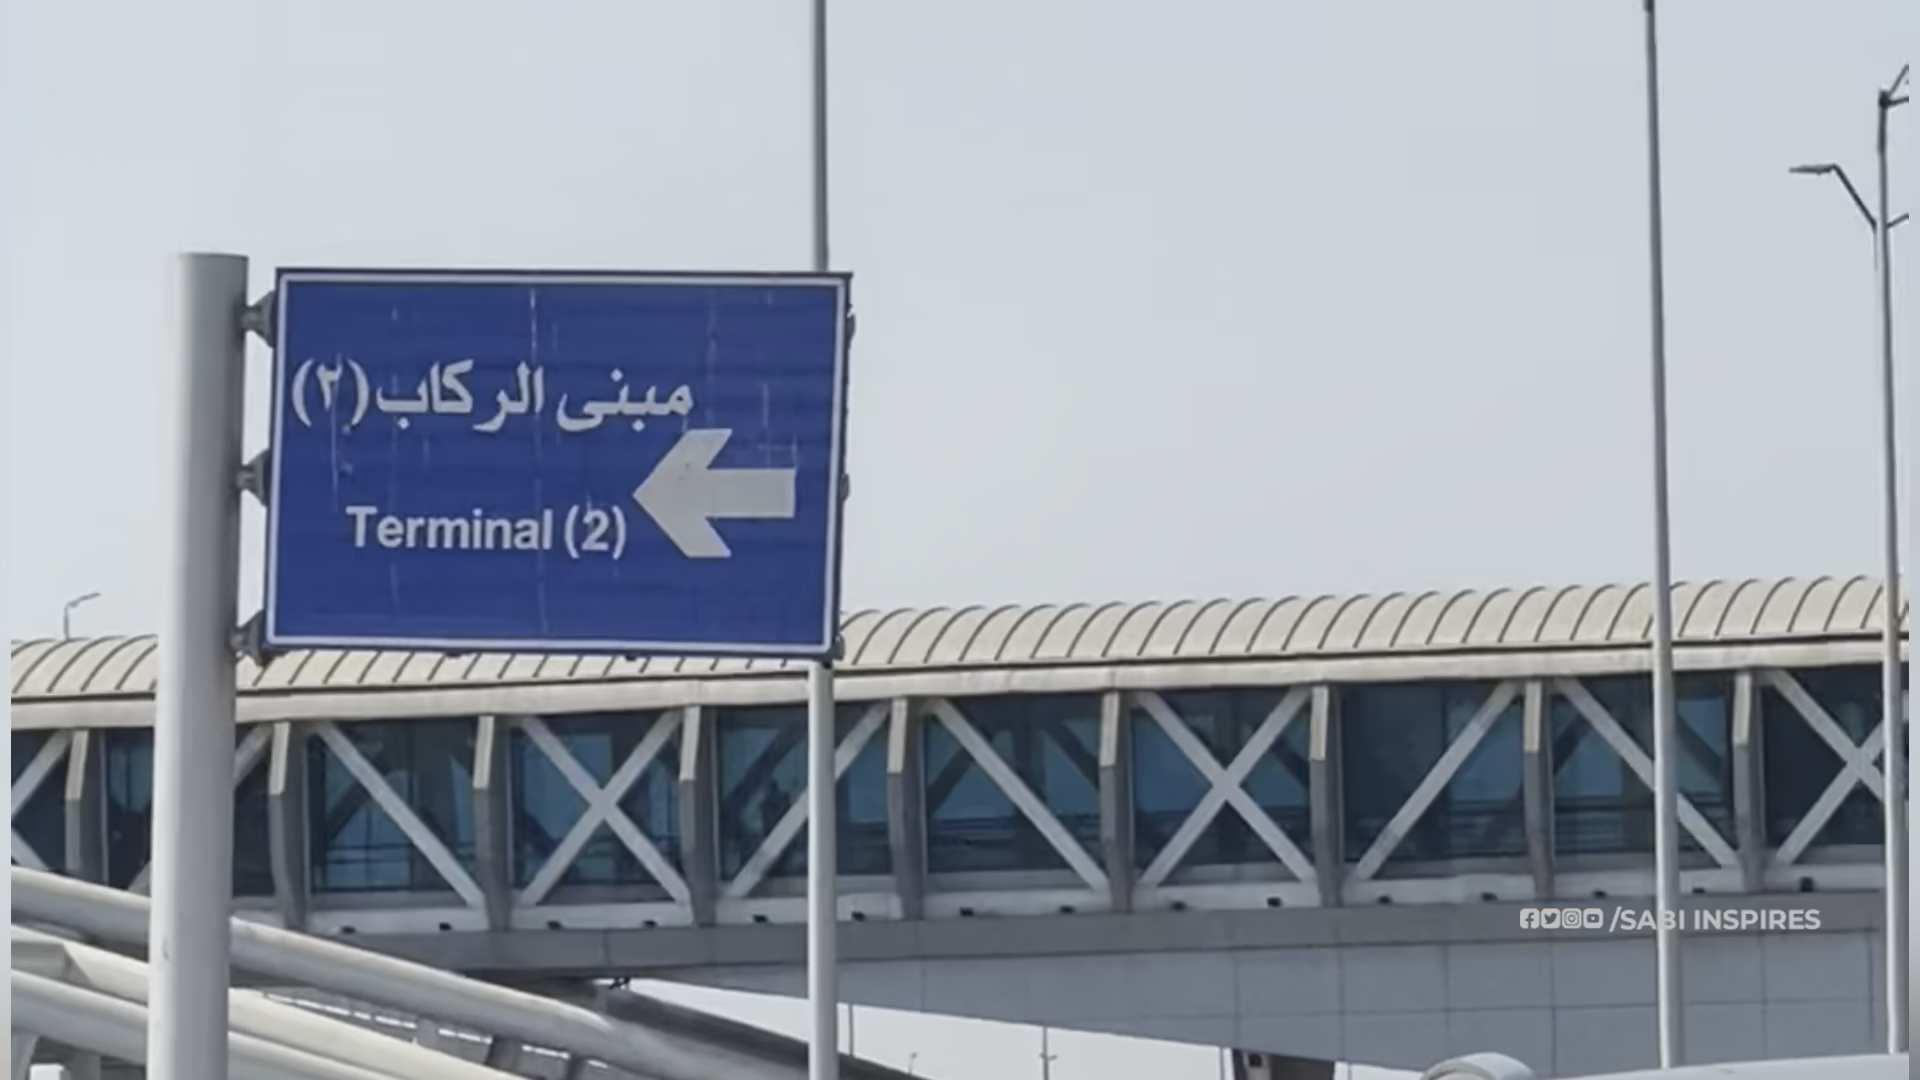 مبنى الركاب (٢)
Terminal (2)
/SABI INSPIRES